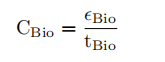 C_Bio = ϵ_Bio / t_Bio